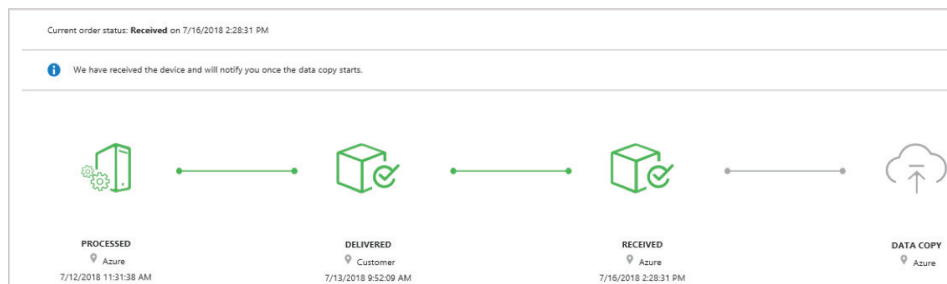 Current order status: Received on 7/16/2018 2:28:31 PM
We have received the device and will notify you once the data copy starts.
PROCESSED
Azure
7/12/2018 11:31:38 AM
DELIVERED
Customer
7/13/2018 9:52:09 AM
RECEIVED
Azure
7/16/2018 2:28:31 PM
DATA COPY
Azure